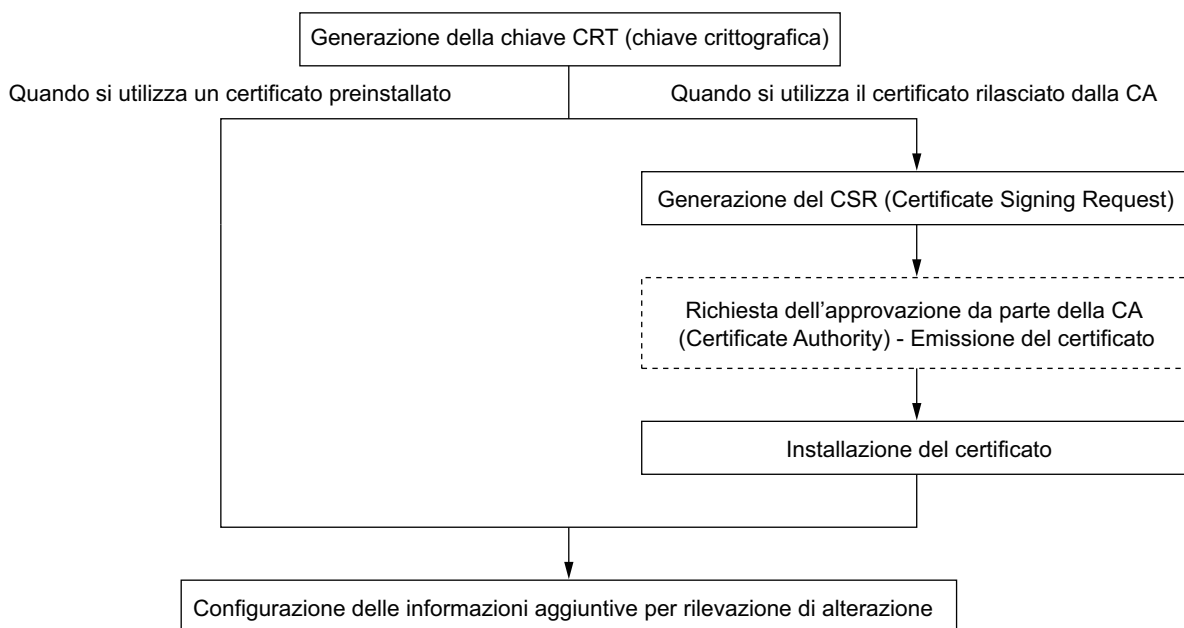 Generazione della chiave CRT (chiave crittografica)
Quando si utilizza un certificato preinstallato
Quando si utilizza il certificato rilasciato dalla CA
Generazione del CSR (Certificate Signing Request)
Richiesta dell’approvazione da parte della CA
(Certificate Authority) - Emissione del certificato
Installazione del certificato
Configurazione delle informazioni aggiuntive per rilevazione di alterazione